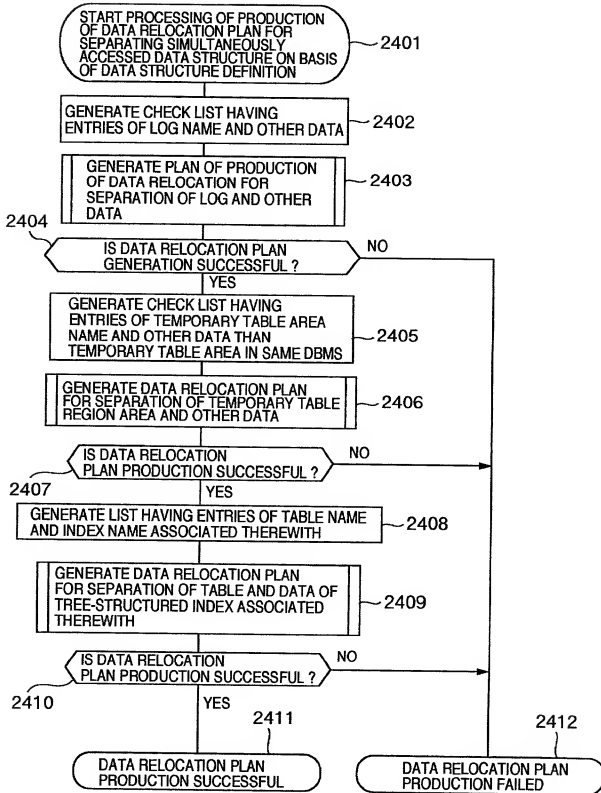 START PROCESSING OF PRODUCTION
OF DATA RELOCATION PLAN FOR
SEPARATING SIMULTANEOUSLY
ACCESSED DATA STRUCTURE ON BASIS
OF DATA STRUCTURE DEFINITION
2401
GENERATE CHECK LIST HAVING
ENTRIES OF LOG NAME AND OTHER DATA
2402
GENERATE PLAN OF PRODUCTION
OF DATA RELOCATION FOR
SEPARATION OF LOG AND OTHER
DATA
2403
2404
IS DATA RELOCATION PLAN
GENERATION SUCCESSFUL ?
NO
YES
GENERATE CHECK LIST HAVING
ENTRIES OF TEMPORARY TABLE AREA
NAME AND OTHER DATA THAN
TEMPORARY TABLE AREA IN SAME DBMS
2405
GENERATE DATA RELOCATION PLAN
FOR SEPARATION OF TEMPORARY TABLE
REGION AREA AND OTHER DATA
2406
IS DATA RELOCATION
PLAN PRODUCTION SUCCESSFUL ?
NO
2407
YES
GENERATE LIST HAVING ENTRIES OF TABLE NAME
AND INDEX NAME ASSOCIATED THEREWITH
2408
GENERATE DATA RELOCATION PLAN
FOR SEPARATION OF TABLE AND DATA OF
TREE-STRUCTURED INDEX ASSOCIATED
THEREWITH
2409
IS DATA RELOCATION
PLAN PRODUCTION SUCCESSFUL ?
NO
2410
YES
2411
DATA RELOCATION PLAN
PRODUCTION SUCCESSFUL
2412
DATA RELOCATION PLAN
PRODUCTION FAILED